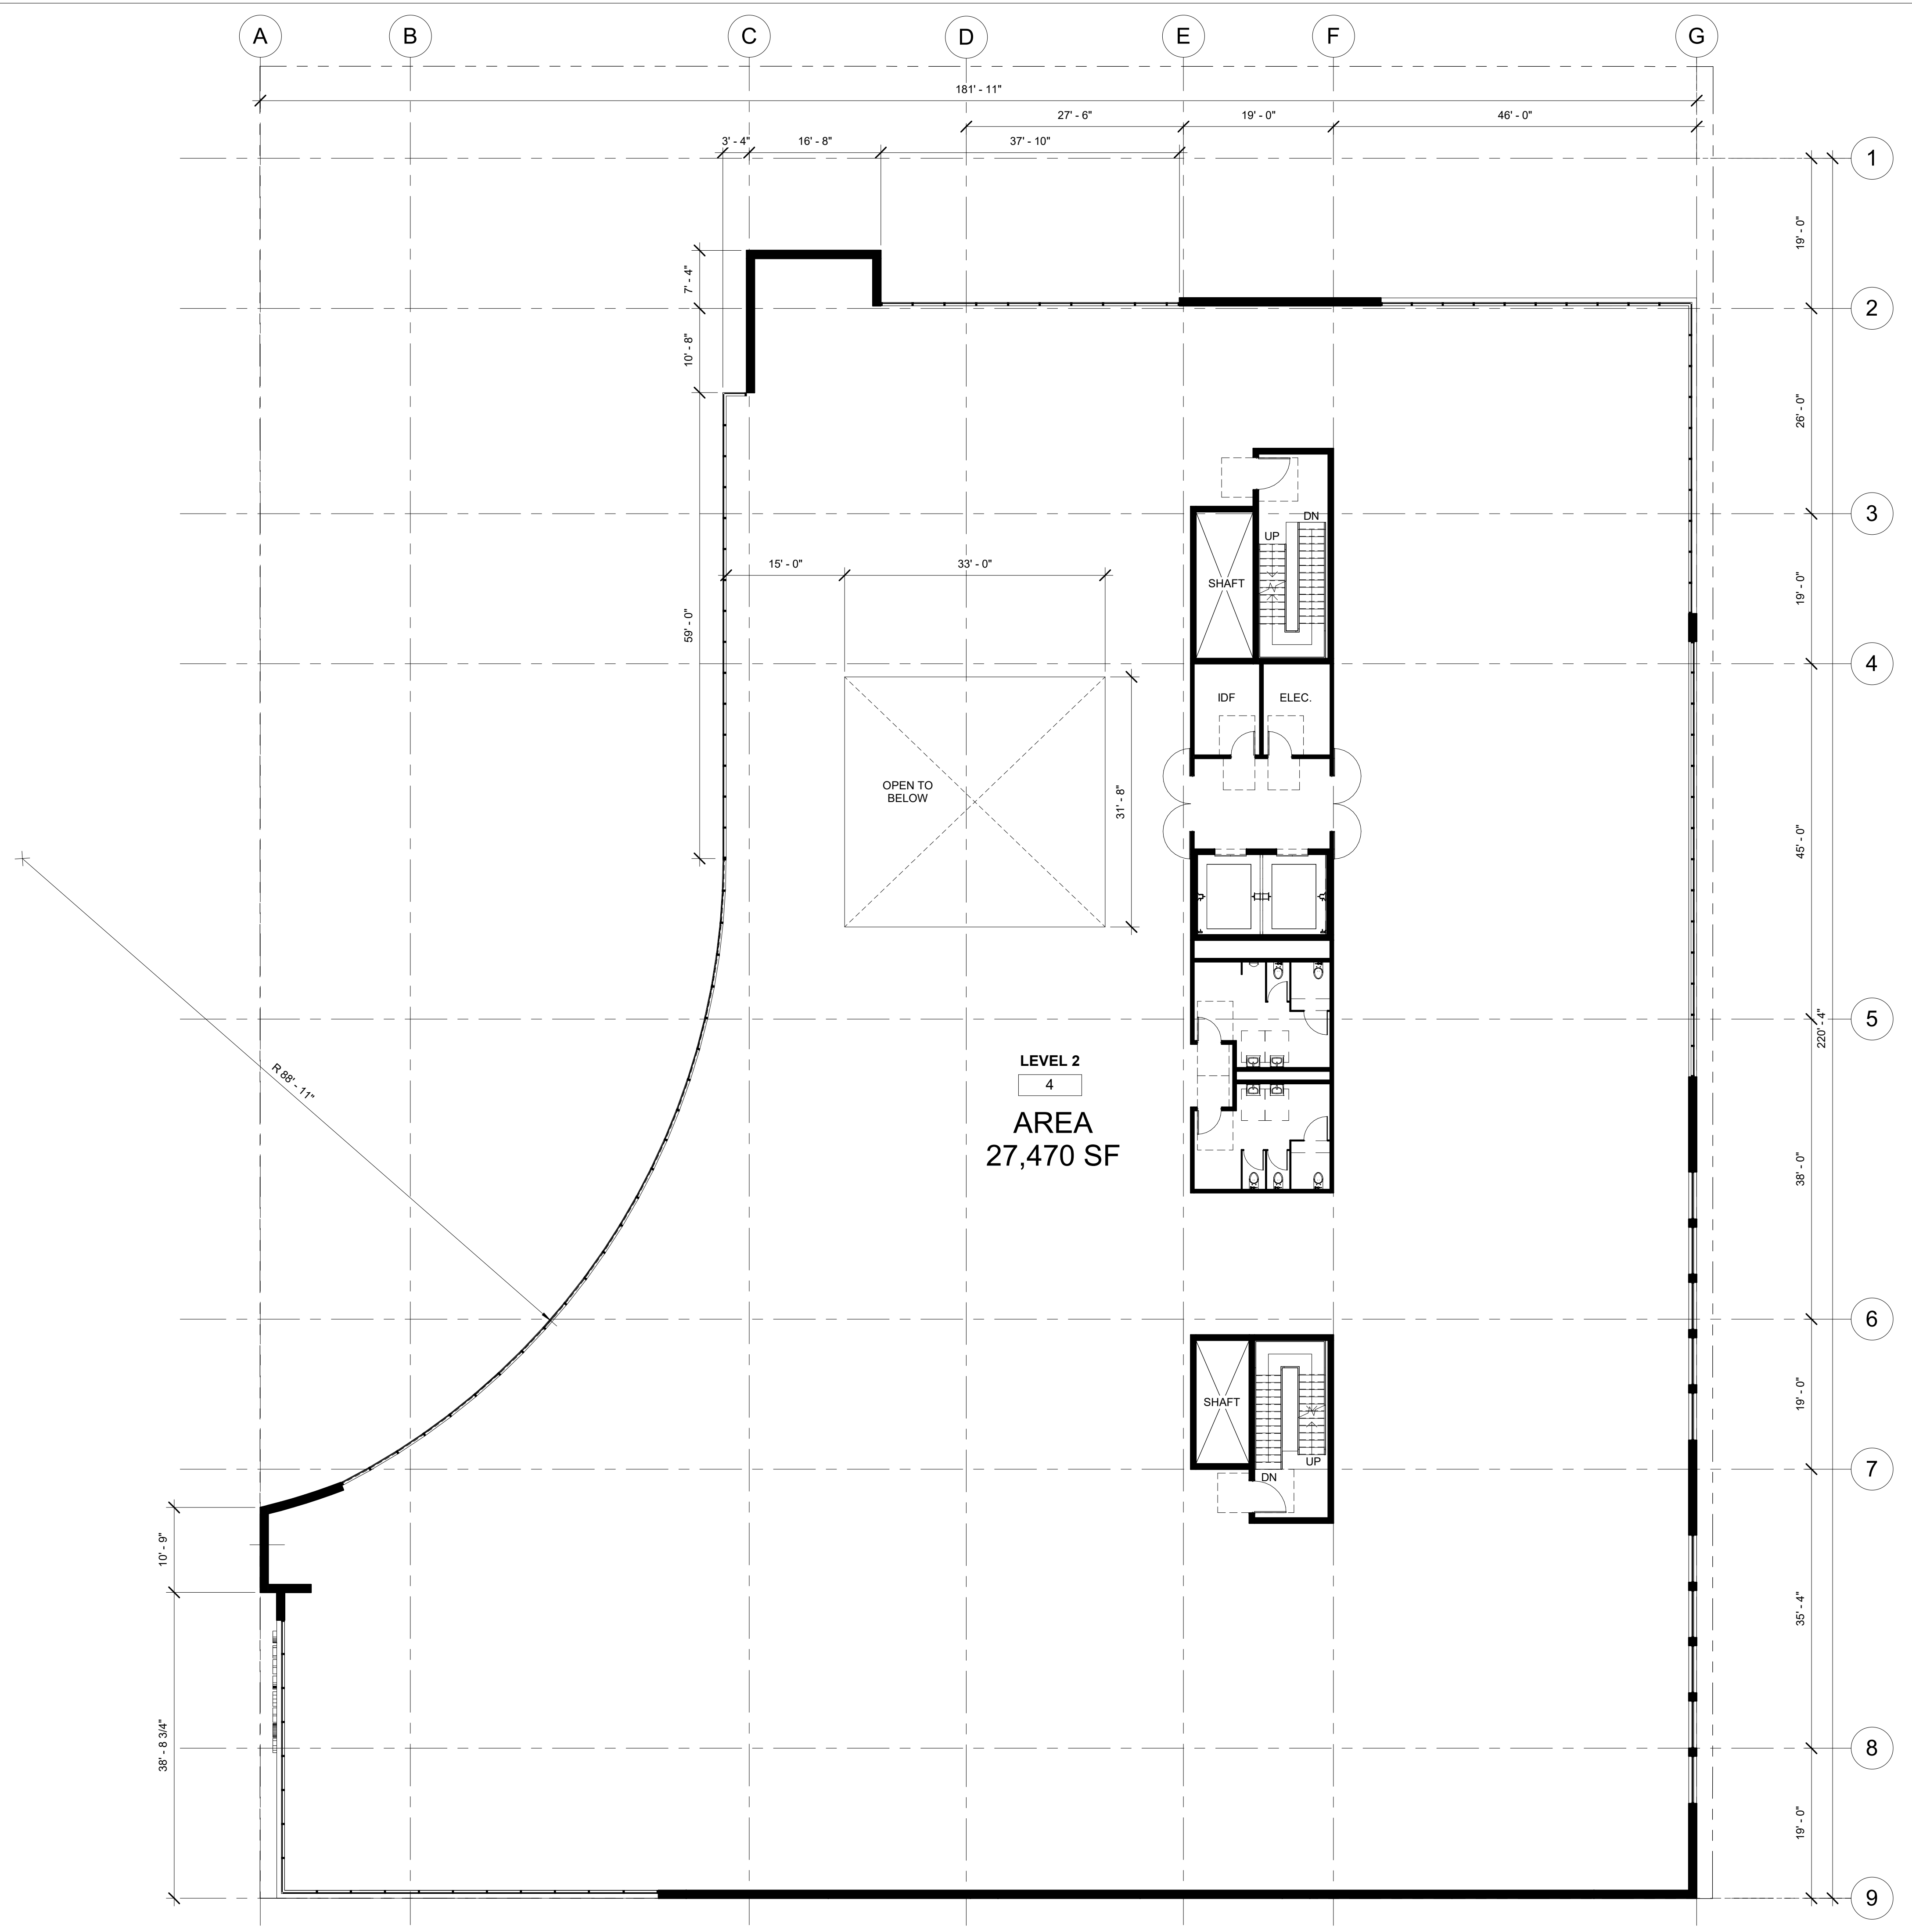 A
B
C
D
E
F
G
181' - 11"
27' - 6"
19' - 0"
46' - 0"
3' - 4"
16' - 8"
37' - 10"
1
19' - 0"
7' - 4"
2
10' - 8"
26' - 0"
DN
3
UP
15' - 0"
33' - 0"
SHAFT
19' - 0"
59' - 0"
4
IDF
ELEC.
OPEN TO
BELOW
31' - 8"
45' - 0"
5
220' - 4"
LEVEL 2
R 88' - 11"
4
AREA
27,470 SF
38' - 0"
6
SHAFT
19' - 0"
UP
7
DN
10' - 9"
35' - 4"
38' - 8 3/4"
8
19' - 0"
9